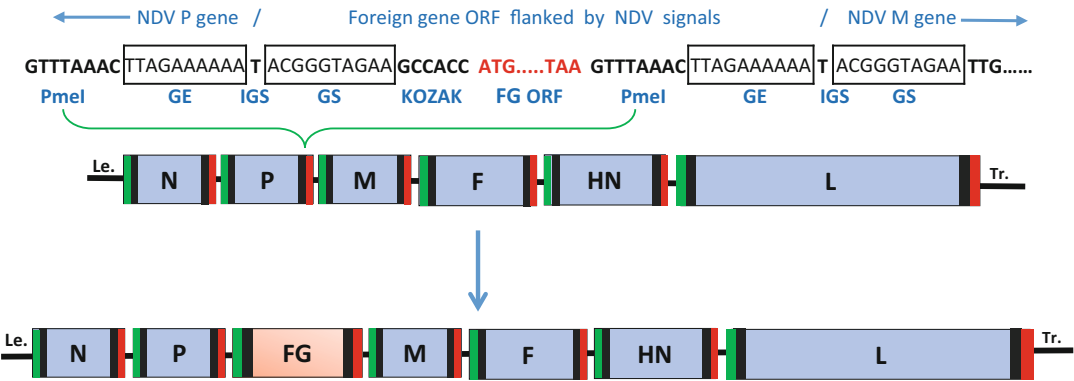 NDV P gene / Foreign gene ORF flanked by NDV signals / NDV M gene
GTTTAAAC TTAGAAAAAA T ACGGGTAGAA GCCACC ATG.....TAA GTTTAAAC TTAGAAAAAA T ACGGGTAGAA TTG......
PmeI GE IGS GS KOZAK FG ORF PmeI GE IGS GS
Le. N P M F HN L Tr.
Le. N P FG M F HN L Tr.